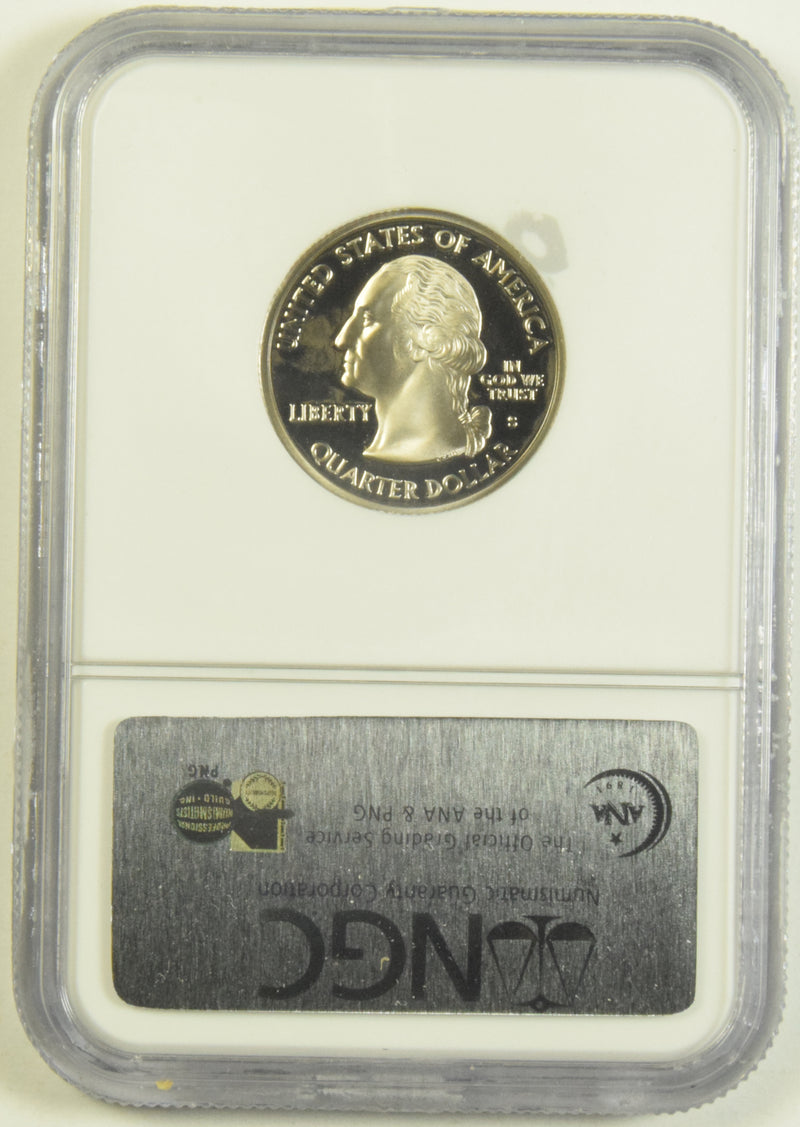 UNITED STATES OF AMERICA
LIBERTY
IN
GOD WE
TRUST
S
QUARTER DOLLAR
NGC
Numismatic Guaranty Corporation
The Official Grading Service
of the ANA & PNG
ANA
1891
PROFESSIONAL
NUMISMATISTS
GUILD • INC.
PNG